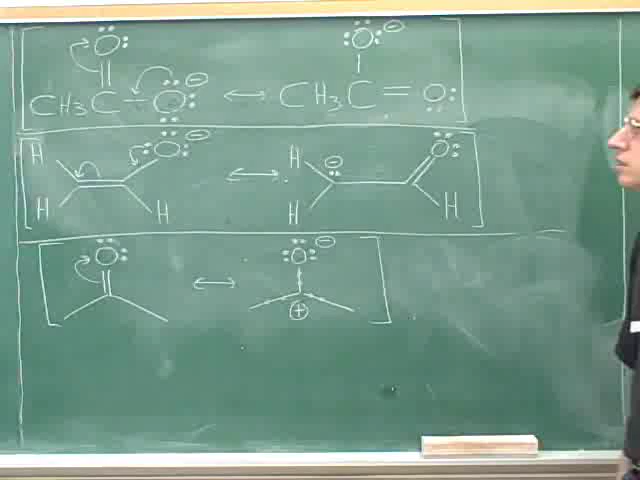 O O ⊖
CH3C–O ⊖ ↔ CH3C=O
H O ⊖ ↔ H ⊖ O
H H H H
O ↔ O ⊖
⊕